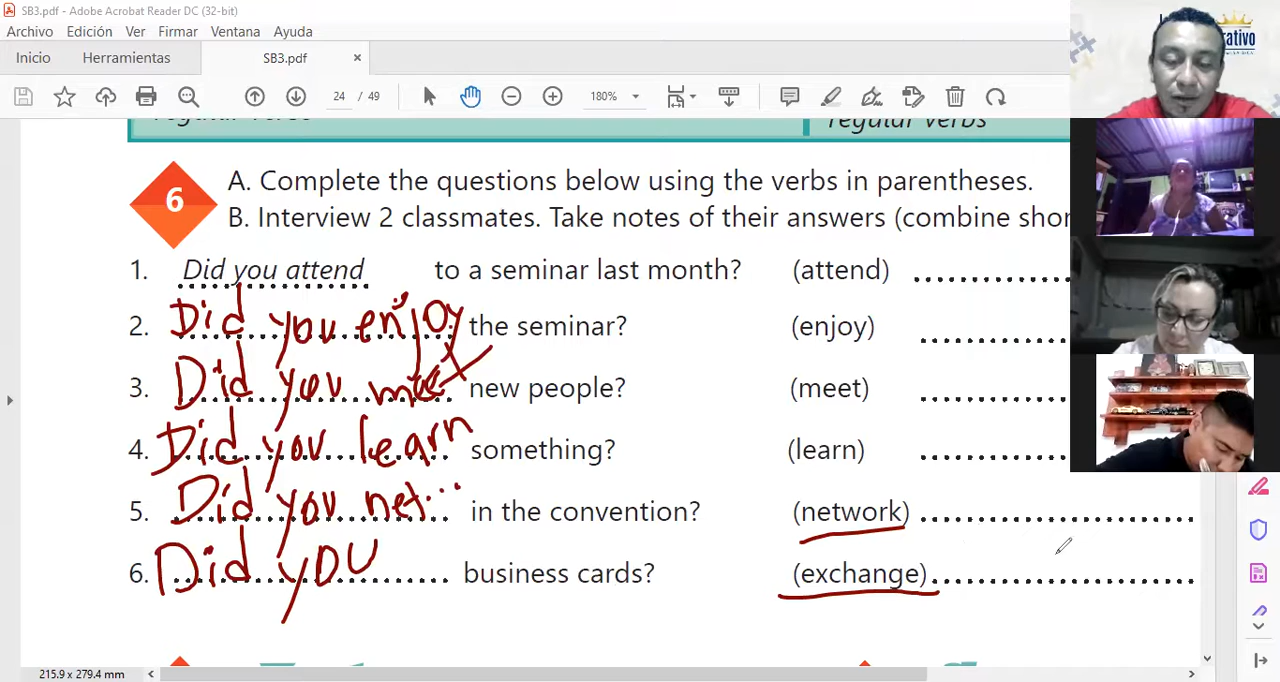 SB3.pdf - Adobe Acrobat Reader DC (32-bit)
Archivo Edición Ver Firmar Ventana Ayuda
Inicio Herramientas SB3.pdf ×
24 / 49 180%
regular verbs regular verbs
6 A. Complete the questions below using the verbs in parentheses.
B. Interview 2 classmates. Take notes of their answers (combine shor
1. Did you attend to a seminar last month? (attend)
2. Did you enjoy the seminar? (enjoy)
3. Did you meet new people? (meet)
4. Did you learn something? (learn)
5. Did you net... in the convention? (network)
6. Did you business cards? (exchange)
215.9 x 279.4 mm